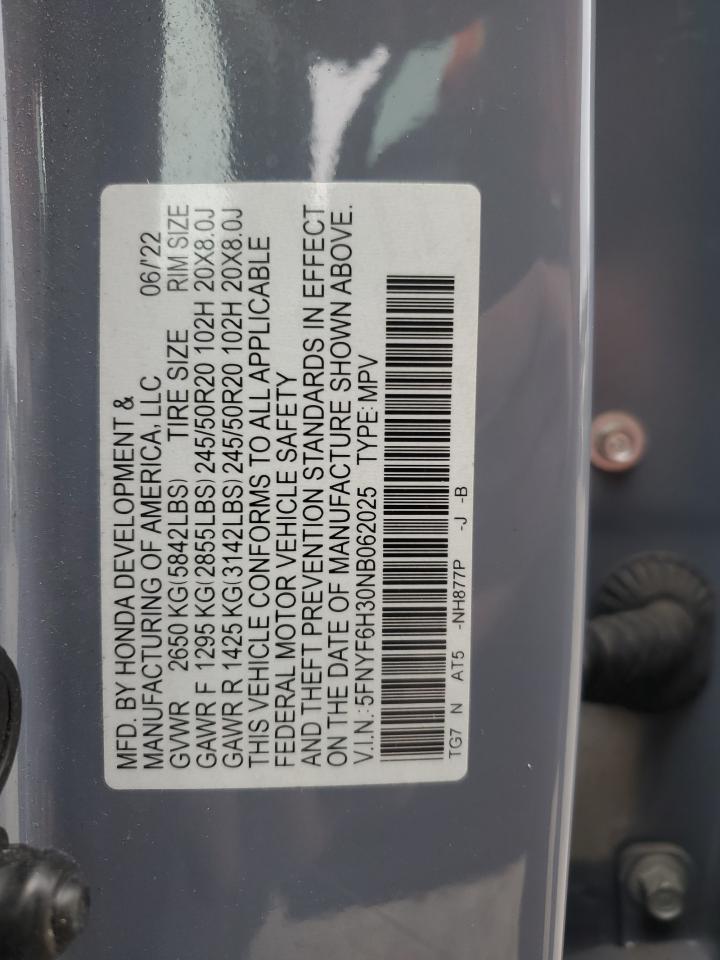 MFD. BY HONDA DEVELOPMENT &
MANUFACTURING OF AMERICA, LLC 06/'22
GVWR 2650 KG(5842LBS) TIRE SIZE RIM SIZE
GAWR F 1295 KG(2855LBS) 245/50R20 102H 20X8.0J
GAWR R 1425 KG(3142LBS) 245/50R20 102H 20X8.0J
THIS VEHICLE CONFORMS TO ALL APPLICABLE
FEDERAL MOTOR VEHICLE SAFETY
AND THEFT PREVENTION STANDARDS IN EFFECT
ON THE DATE OF MANUFACTURE SHOWN ABOVE.
V.I.N.: 5FNYF6H30NB062025 TYPE: MPV
TG7 N AT5 -NH877P -J -B